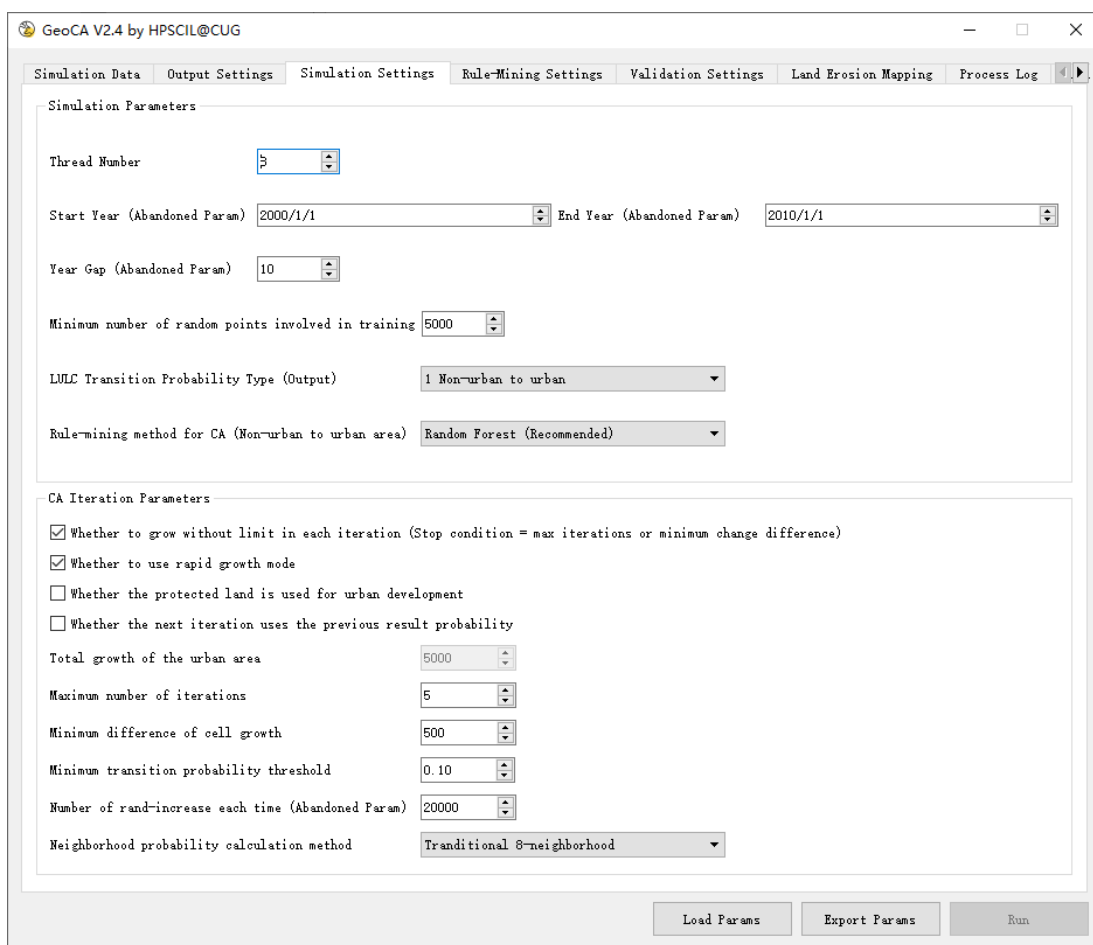 GeoCA V2.4 by HPSCIL@CUG
Simulation Data Output Settings Simulation Settings Rule-Mining Settings Validation Settings Land Erosion Mapping Process Log
Simulation Parameters
Thread Number 3
Start Year (Abandoned Param) 2000/1/1 End Year (Abandoned Param) 2010/1/1
Year Gap (Abandoned Param) 10
Minimum number of random points involved in training 5000
LULC Transition Probability Type (Output) 1 Non-urban to urban
Rule-mining method for CA (Non-urban to urban area) Random Forest (Recommended)
CA Iteration Parameters
Whether to grow without limit in each iteration (Stop condition = max iterations or minimum change difference)
Whether to use rapid growth mode
Whether the protected land is used for urban development
Whether the next iteration uses the previous result probability
Total growth of the urban area 5000
Maximum number of iterations 5
Minimum difference of cell growth 500
Minimum transition probability threshold 0.10
Number of rand-increase each time (Abandoned Param) 20000
Neighborhood probability calculation method Tranditional 8-neighborhood
Load Params Export Params Run